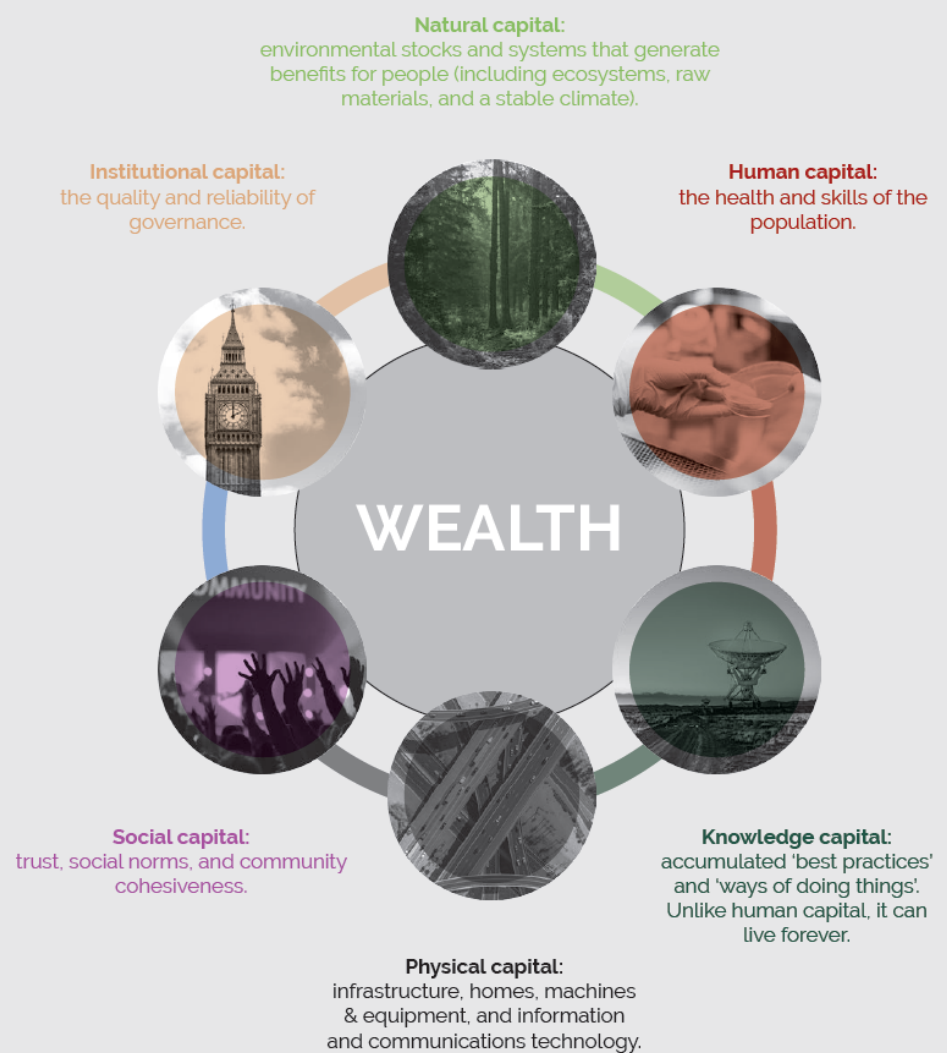 Natural capital:
environmental stocks and systems that generate
benefits for people (including ecosystems, raw
materials, and a stable climate).
Institutional capital:
the quality and reliability of
governance.
Human capital:
the health and skills of the
population.
WEALTH
OMMUNITY
Social capital:
trust, social norms, and community
cohesiveness.
Knowledge capital:
accumulated ‘best practices’
and ‘ways of doing things’.
Unlike human capital, it can
live forever.
Physical capital:
infrastructure, homes, machines
& equipment, and information
and communications technology.